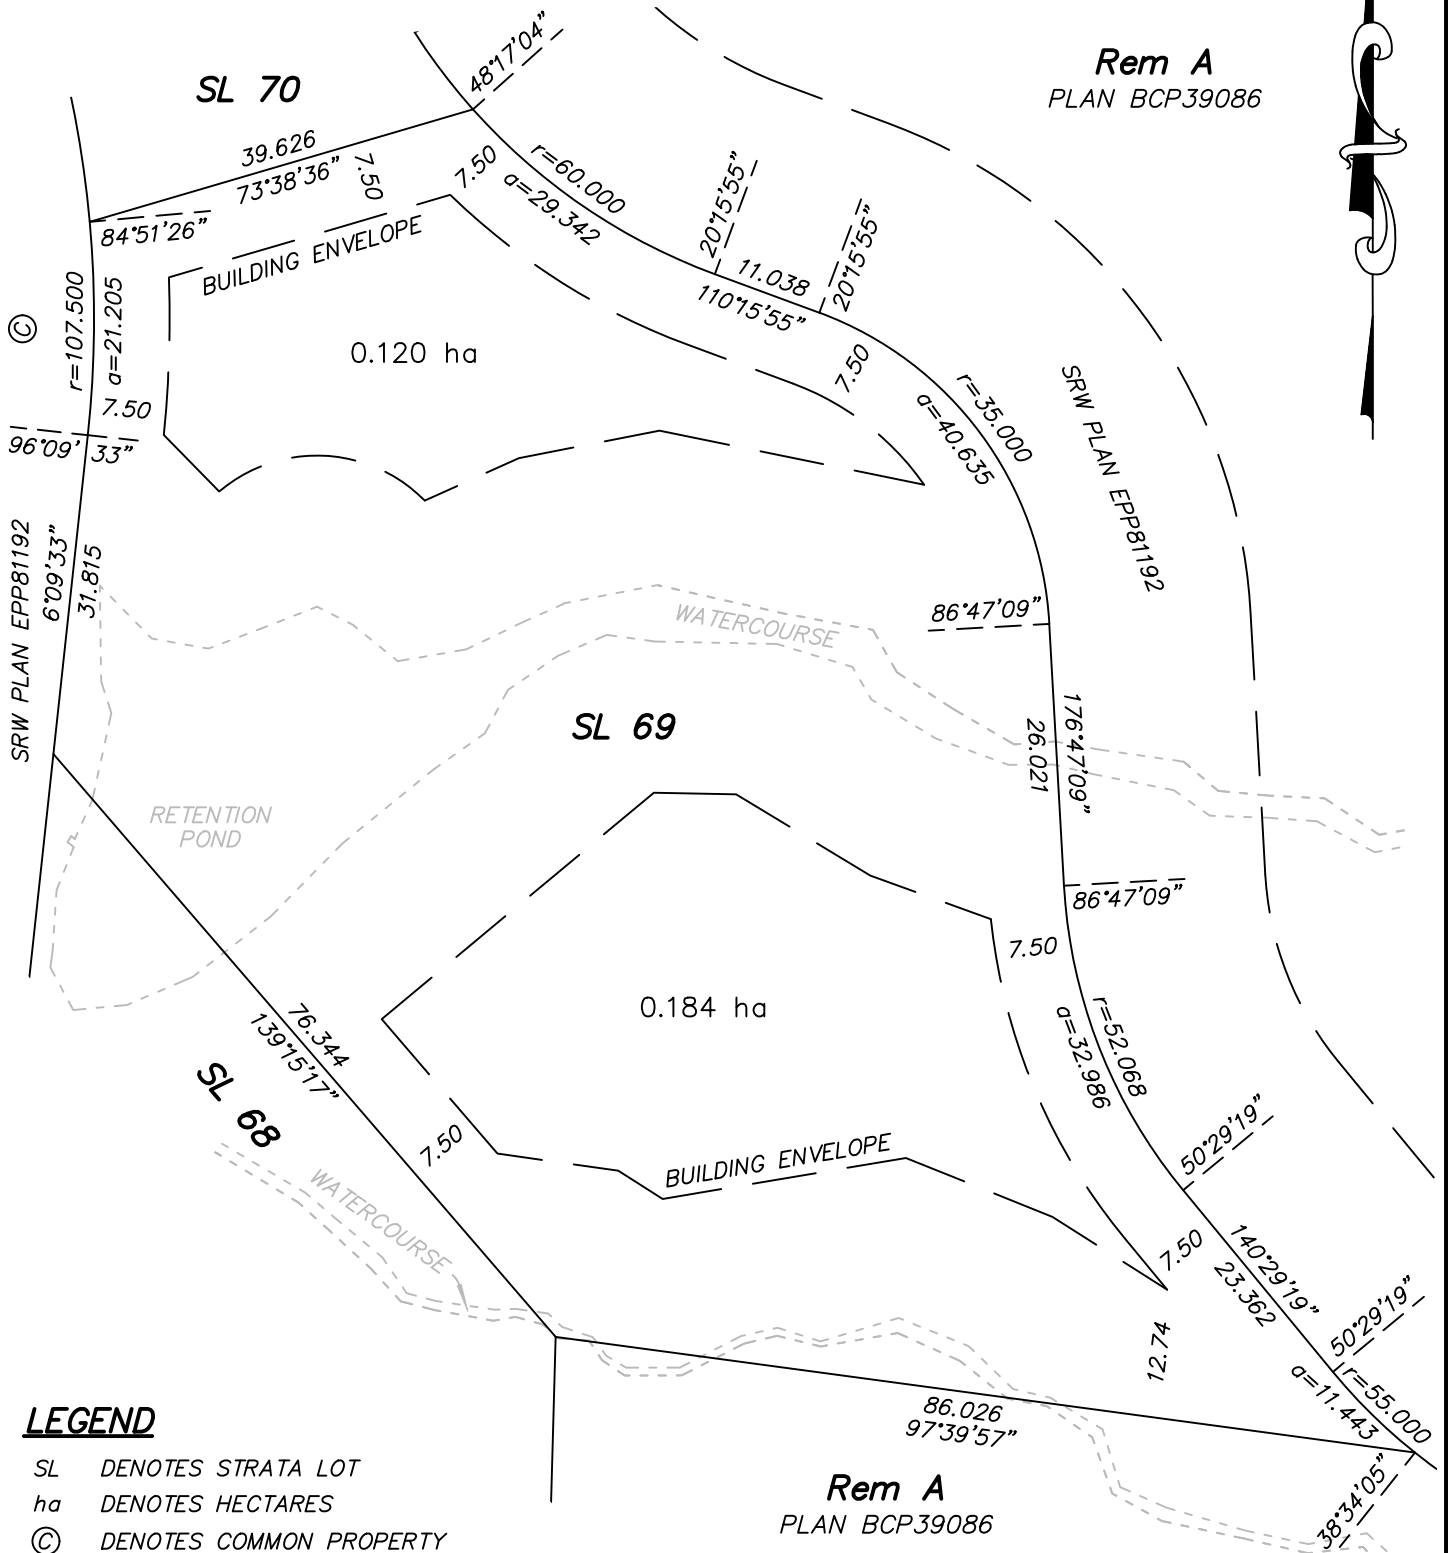 48°17'04"
Rem A
PLAN BCP39086
SL 70
39.626
73°38'36"
7.50
7.50
r=60.000
a=29.342
20°15'55"
20°15'55"
84°51'26"
BUILDING ENVELOPE
11.038
110°15'55"
r=107.500
a=21.205
©
0.120 ha
7.50
r=35.000
a=40.635
SRW PLAN EPP81192
7.50
96°09'33"
SRW PLAN EPP81192
6°09'33"
31.815
WATERCOURSE
86°47'09"
SL 69
176°47'09"
26.021
RETENTION
POND
86°47'09"
7.50
0.184 ha
76.344
139°15'17"
r=52.068
a=32.986
SL 68
7.50
BUILDING ENVELOPE
50°29'19"
WATERCOURSE
7.50
140°29'19"
23.362
50°29'19"
12.74
r=55.000
a=11.443
86.026
97°39'57"
LEGEND
SL DENOTES STRATA LOT
ha DENOTES HECTARES
© DENOTES COMMON PROPERTY
Rem A
PLAN BCP39086
38°34'05"